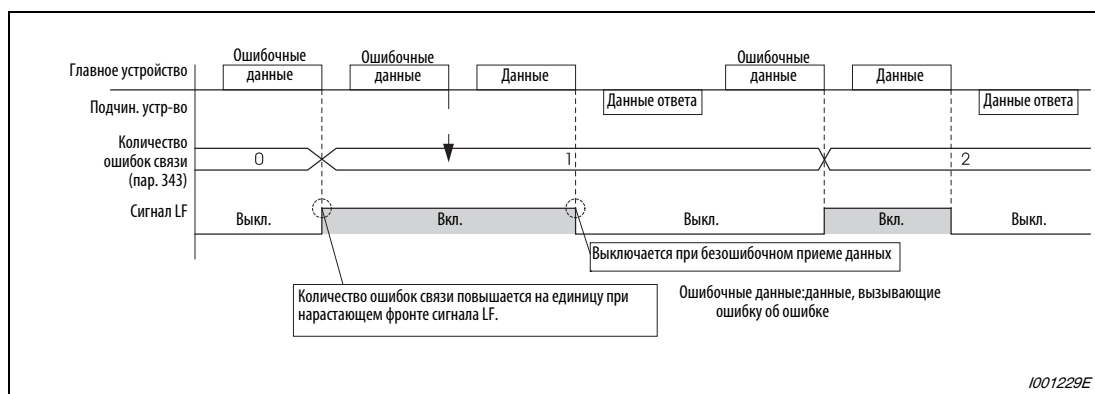 Ошибочные
данные
Ошибочные
данные
Данные
Ошибочные
данные
Данные
Главное устройство
Подчин. устр-во
Данные ответа
Данные ответа
Количество
ошибок связи
(пар. 343)
0
1
2
Сигнал LF
Выкл.
Вкл.
Выкл.
Вкл.
Выкл.
Выключается при безошибочном приеме данных
Количество ошибок связи повышается на единицу при
нарастающем фронте сигнала LF.
Ошибочные данные:данные, вызывающие
ошибку об ошибке
I001229E